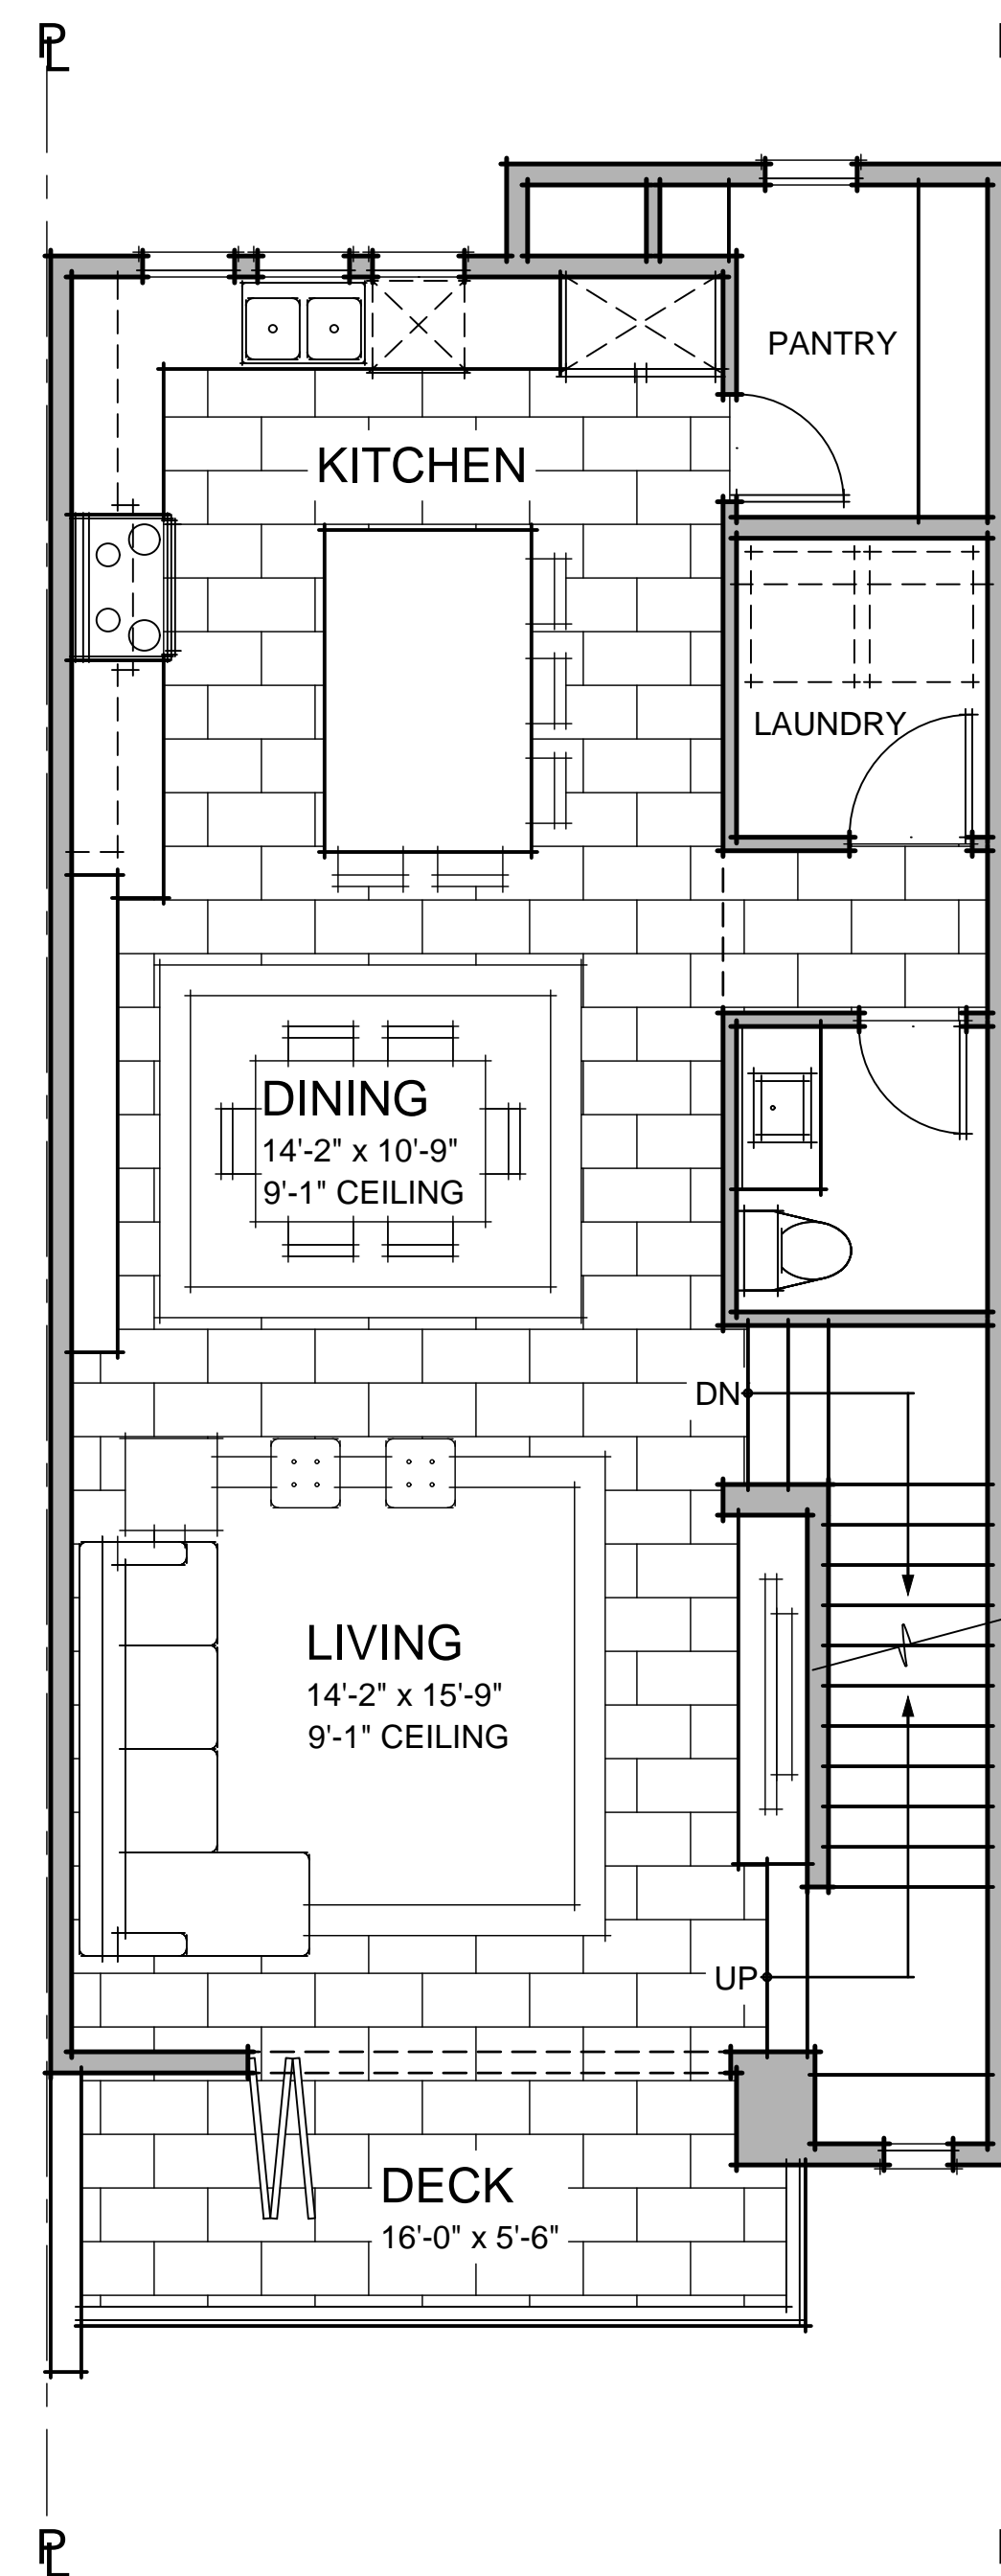 PL
PANTRY
KITCHEN
LAUNDRY
DINING
14'-2" x 10'-9"
9'-1" CEILING
DN
LIVING
14'-2" x 15'-9"
9'-1" CEILING
UP
DECK
16'-0" x 5'-6"
PL